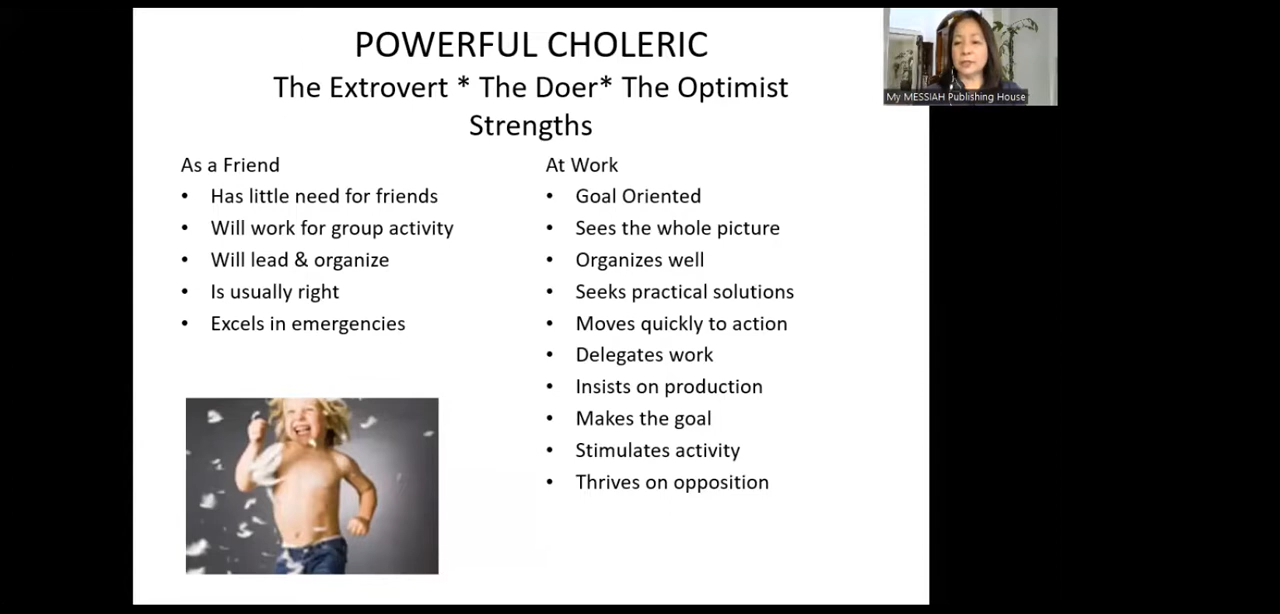 POWERFUL CHOLERIC
The Extrovert * The Doer* The Optimist
Strengths
As a Friend
• Has little need for friends
• Will work for group activity
• Will lead & organize
• Is usually right
• Excels in emergencies
At Work
• Goal Oriented
• Sees the whole picture
• Organizes well
• Seeks practical solutions
• Moves quickly to action
• Delegates work
• Insists on production
• Makes the goal
• Stimulates activity
• Thrives on opposition
My MESSIAH Publishing House